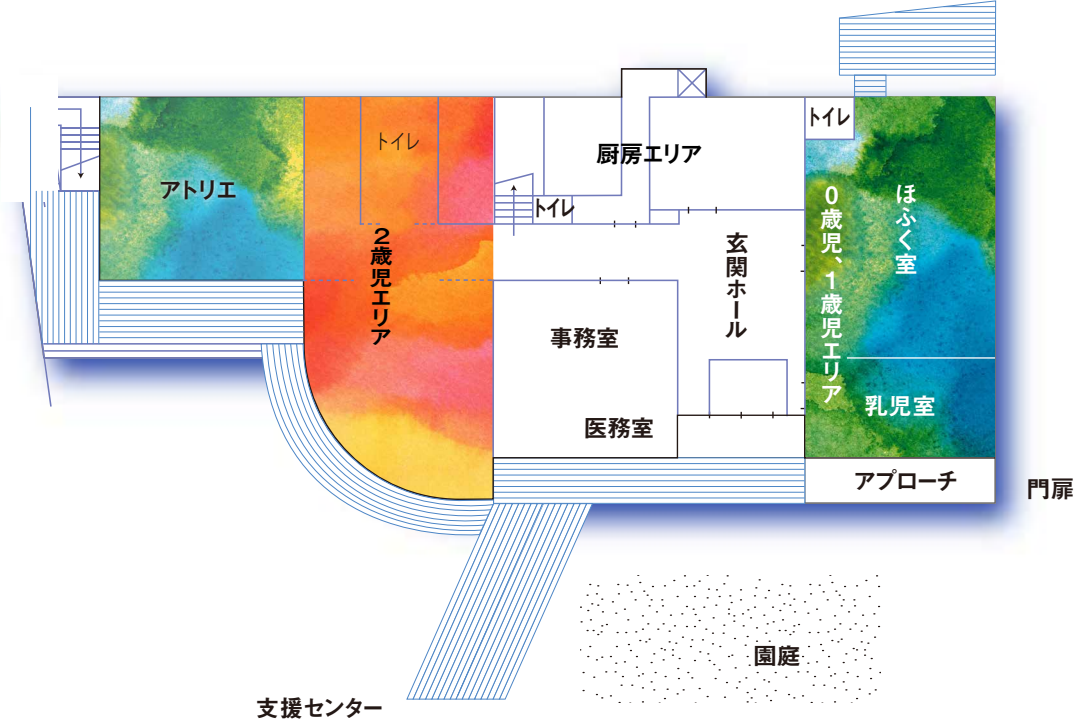 トイレ
トイレ
厨房エリア
アトリエ
トイレ
ほふく室
0歳児、1歳児エリア
2歳児エリア
玄関ホール
事務室
乳児室
医務室
アプローチ
門扉
園庭
支援センター